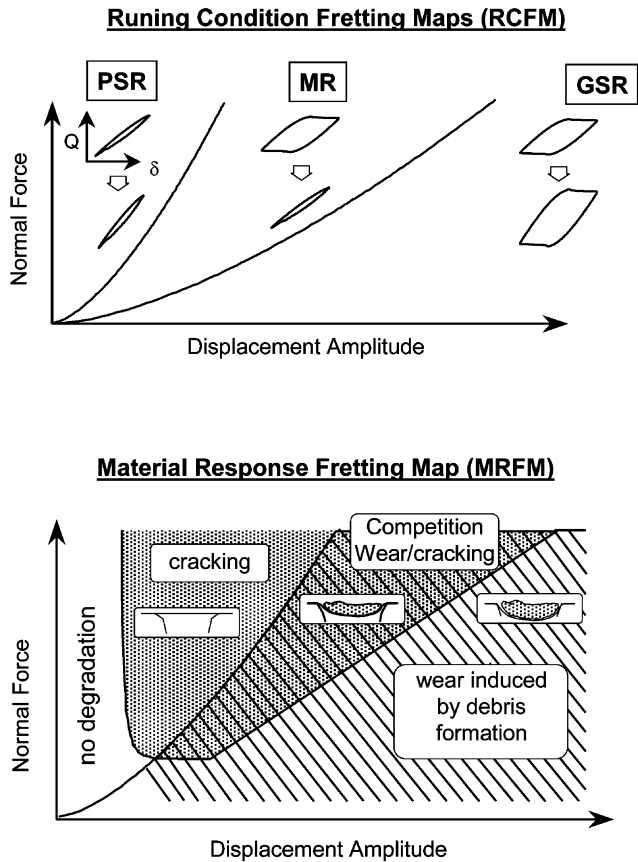 Runing Condition Fretting Maps (RCFM)
PSR
MR
GSR
Q
δ
Normal Force
Displacement Amplitude
Material Response Fretting Map (MRFM)
Competition
Wear/cracking
cracking
no degradation
wear induced
by debris
formation
Normal Force
Displacement Amplitude